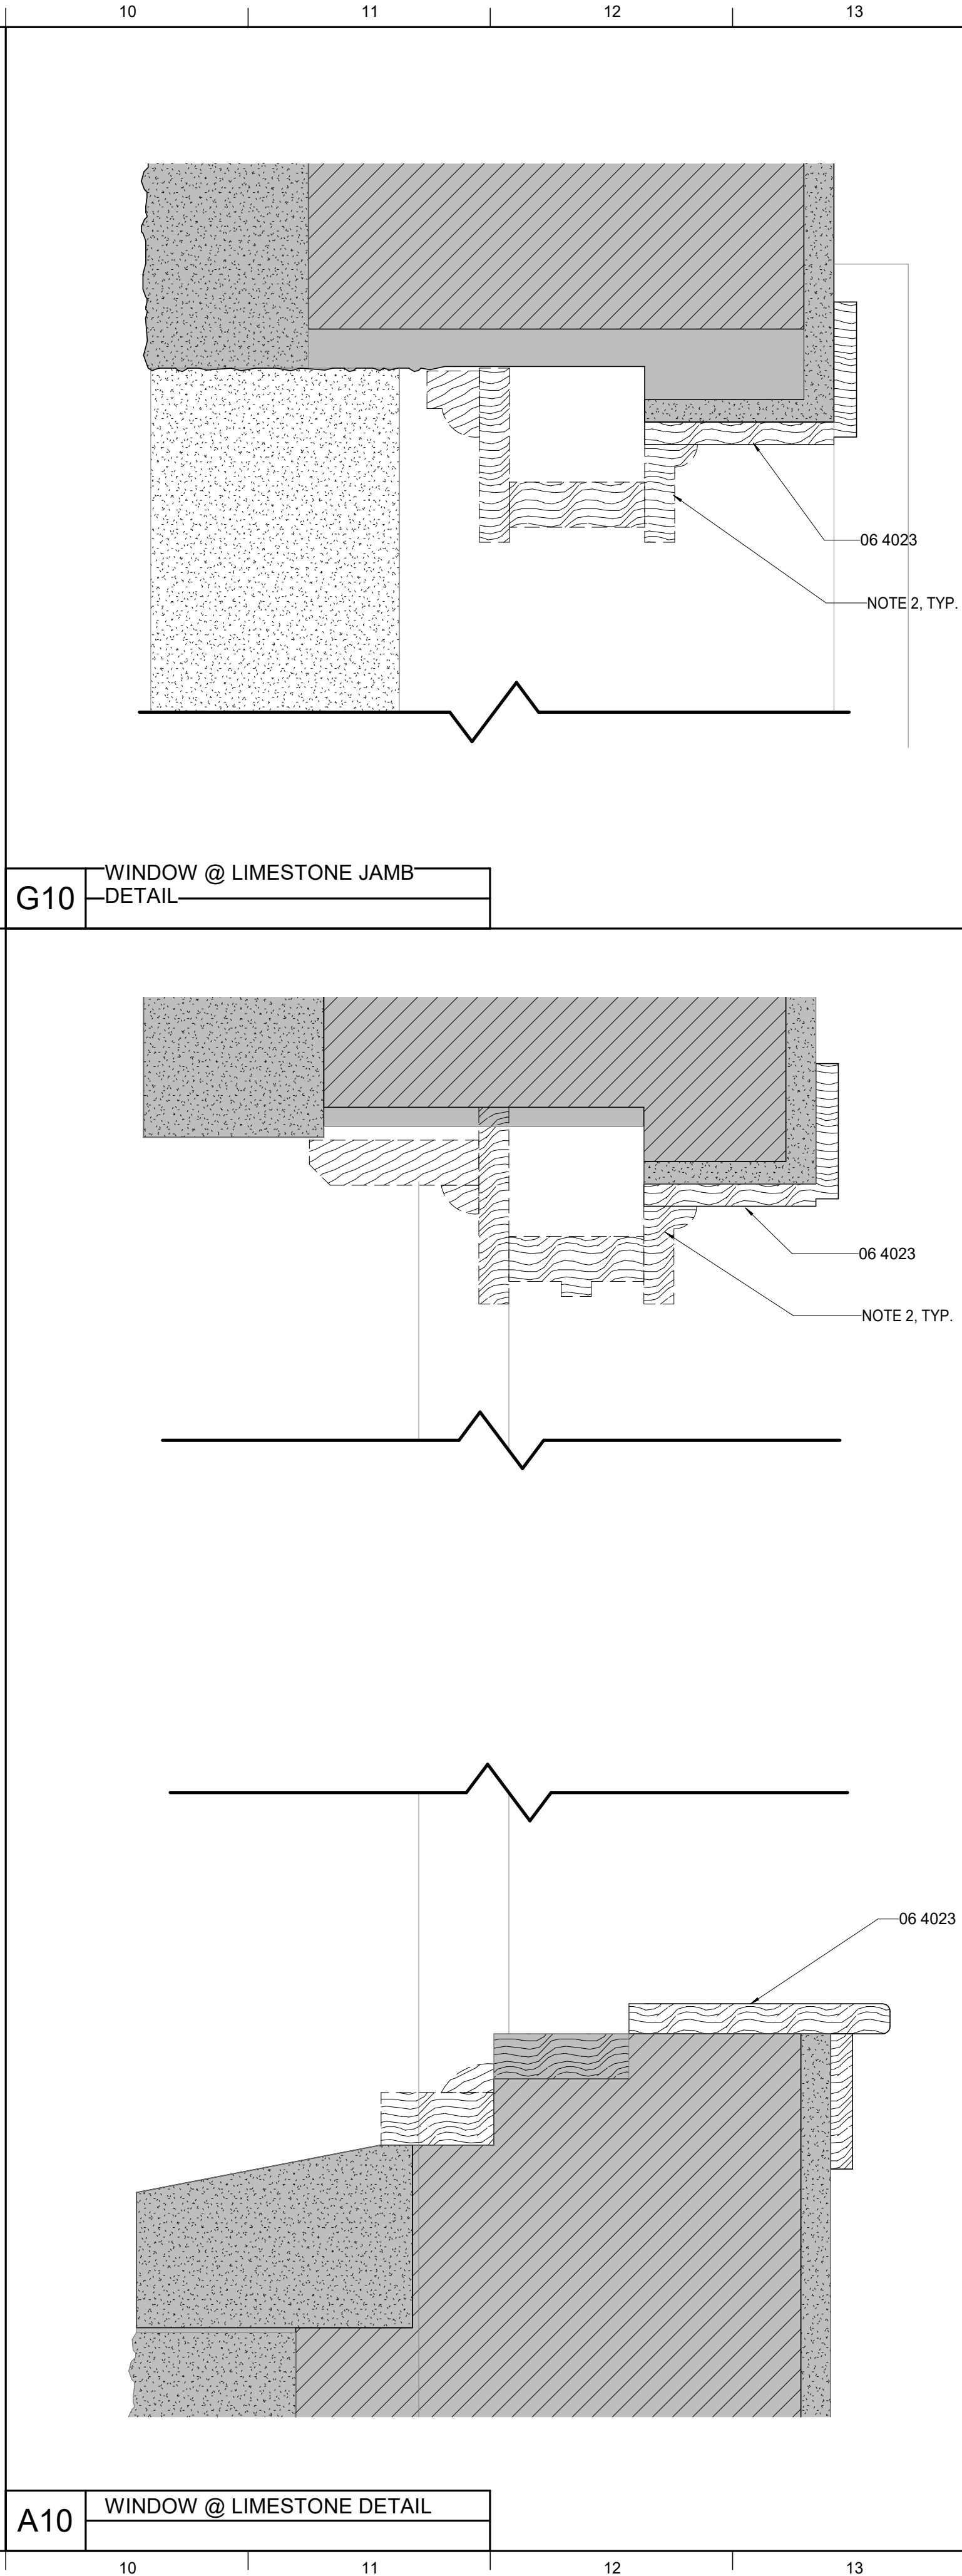 10 11 12 13
06 4023
NOTE 2, TYP.
G10
WINDOW @ LIMESTONE JAMB
DETAIL
06 4023
NOTE 2, TYP.
06 4023
A10
WINDOW @ LIMESTONE DETAIL
10 11 12 13